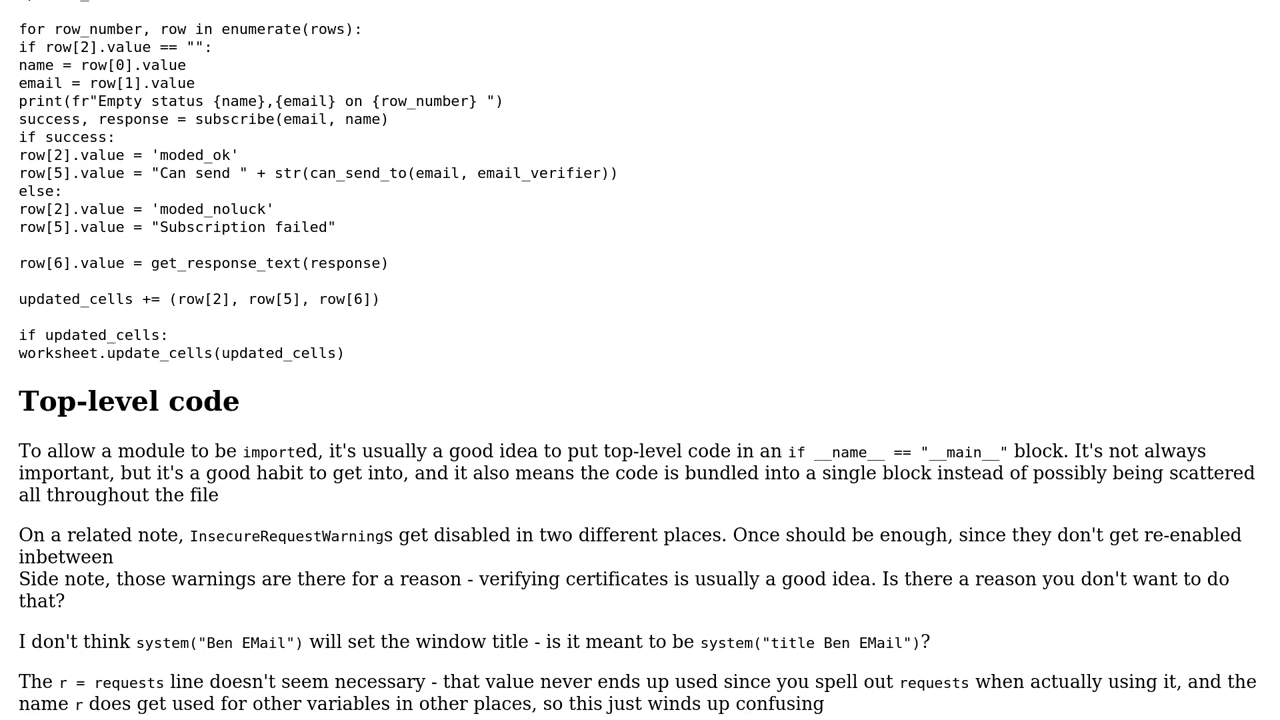 for row_number, row in enumerate(rows):
if row[2].value == "":
name = row[0].value
email = row[1].value
print(fr"Empty status {name},{email} on {row_number} ")
success, response = subscribe(email, name)
if success:
row[2].value = 'moded_ok'
row[5].value = "Can send " + str(can_send_to(email, email_verifier))
else:
row[2].value = 'moded_noluck'
row[5].value = "Subscription failed"
row[6].value = get_response_text(response)
updated_cells += (row[2], row[5], row[6])
if updated_cells:
worksheet.update_cells(updated_cells)
Top-level code
To allow a module to be imported, it's usually a good idea to put top-level code in an if __name__ == "__main__" block. It's not always
important, but it's a good habit to get into, and it also means the code is bundled into a single block instead of possibly being scattered
all throughout the file
On a related note, InsecureRequestWarnings get disabled in two different places. Once should be enough, since they don't get re-enabled
inbetween
Side note, those warnings are there for a reason - verifying certificates is usually a good idea. Is there a reason you don't want to do
that?
I don't think system("Ben EMail") will set the window title - is it meant to be system("title Ben EMail")?
The r = requests line doesn't seem necessary - that value never ends up used since you spell out requests when actually using it, and the
name r does get used for other variables in other places, so this just winds up confusing